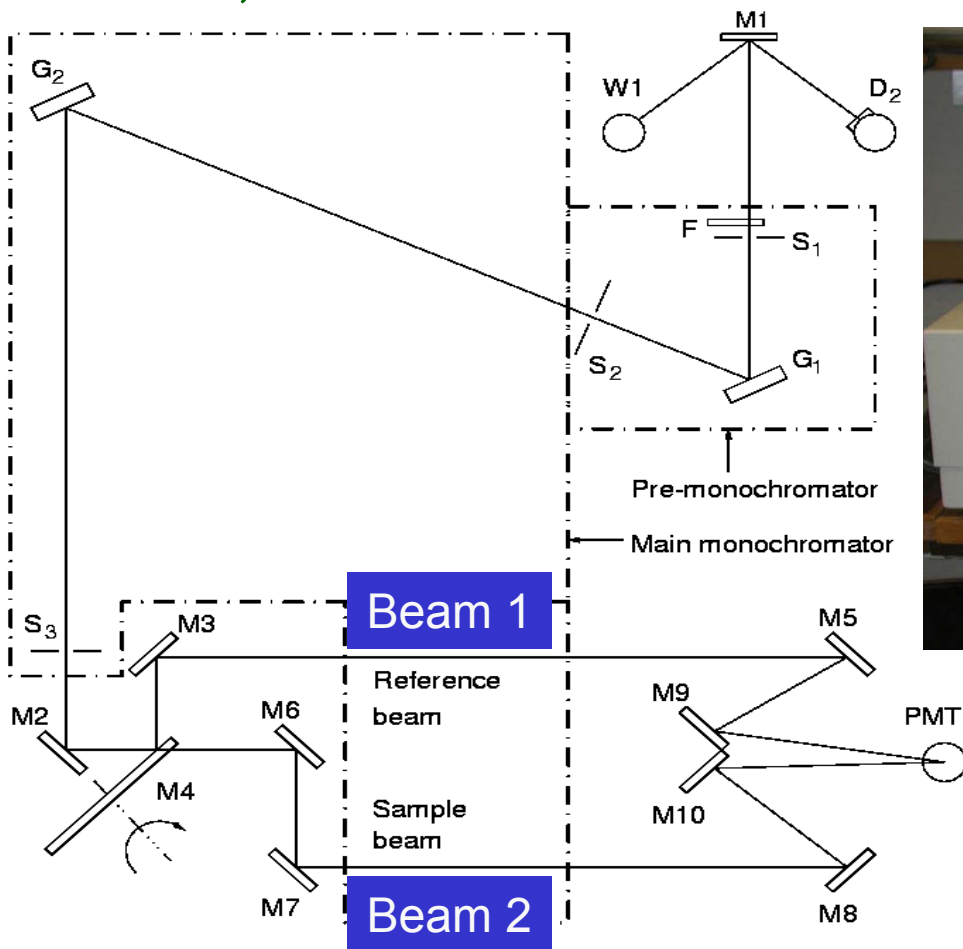 M1
G2
W1
D2
F
S1
S2
G1
Pre-monochromator
Main monochromator
Beam 1
S3
M3
M5
Reference
beam
M2
M6
M9
PMT
M4
Sample
beam
M10
M7
M8
Beam 2